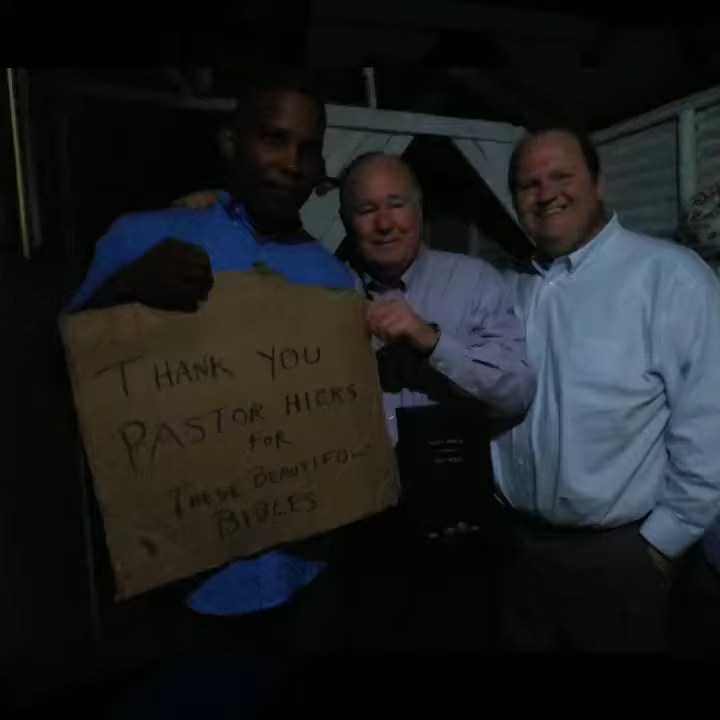 THANK YOU
PASTOR HICKS
FOR
THESE BEAUTIFUL
BIBLES